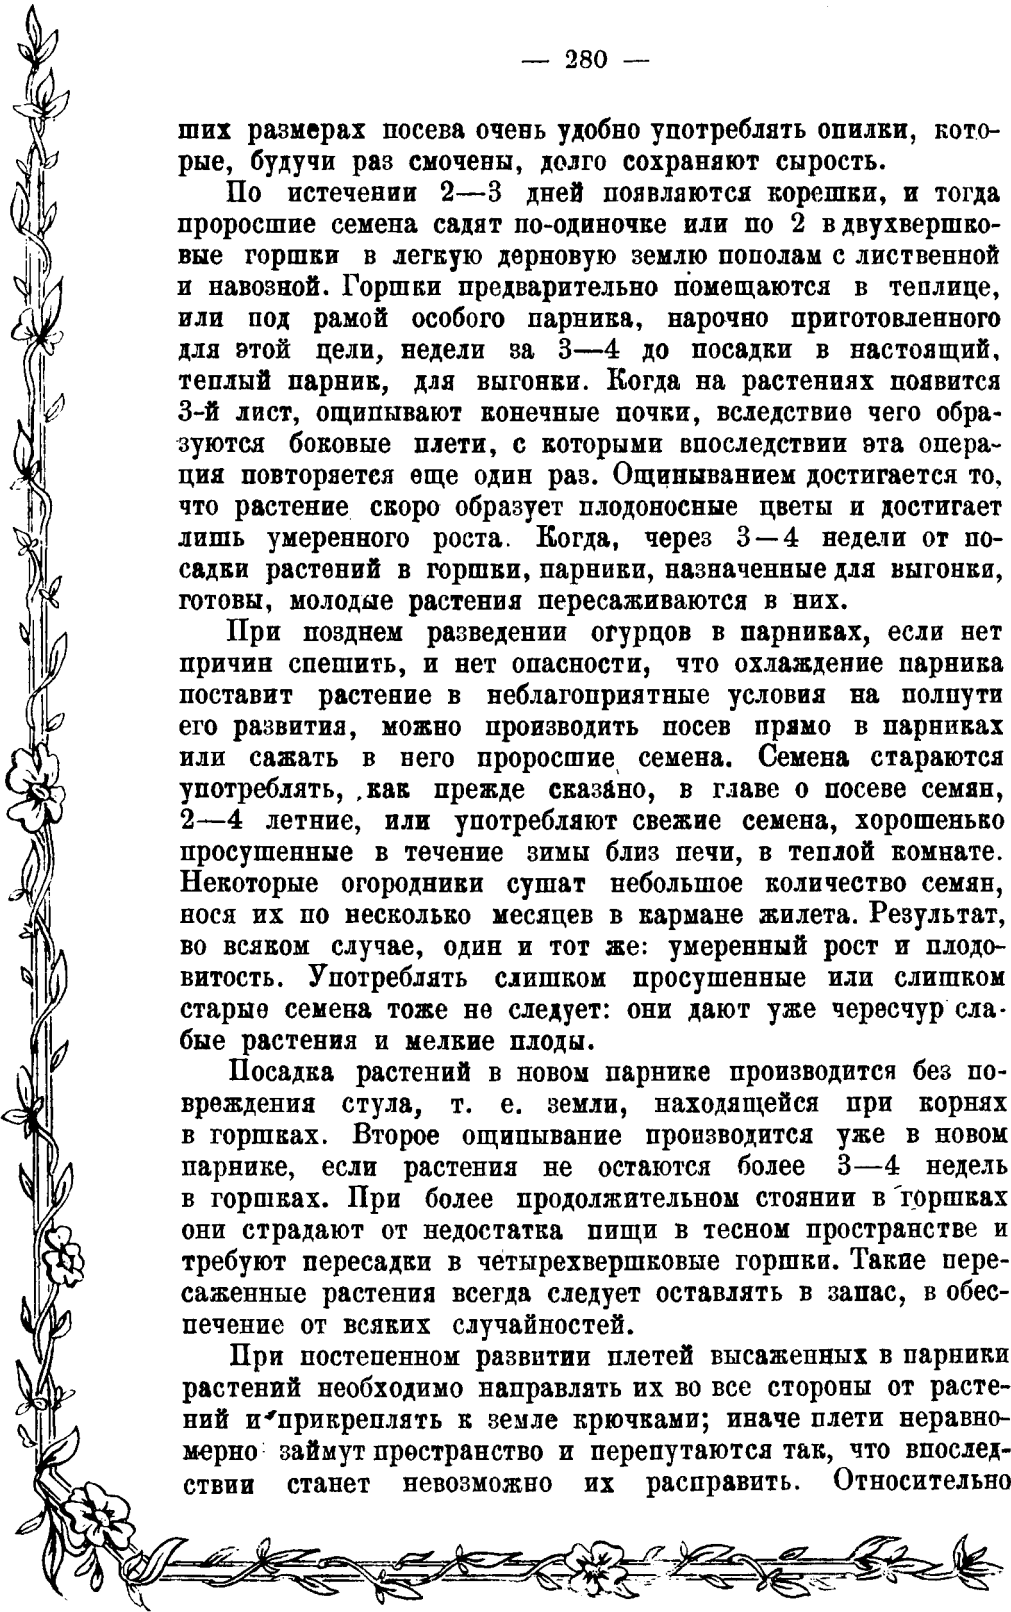 — 280 —
ших размерах посева очень удобно употреблять опилки, кото-
рые, будучи раз смочены, долго сохраняют сырость.
По истечении 2—3 дней появляются корешки, и тогда
проросшие семена садят по-одиночке или по 2 в двухвершко-
вые горшки в легкую дерновую землю пополам с лиственной
и навозной. Горшки предварительно помещаются в теплице,
или под рамой особого парника, нарочно приготовленного
для этой цели, недели за 3—4 до посадки в настоящий,
теплый парник, для выгонки. Когда на растениях появится
3-й лист, ощипывают конечные почки, вследствие чего обра-
зуются боковые плети, с которыми впоследствии эта опера-
ция повторяется еще один раз. Ощипыванием достигается то,
что растение скоро образует плодоносные цветы и достигает
лишь умеренного роста. Когда, через 3—4 недели от по-
садки растений в горшки, парники, назначенные для выгонки,
готовы, молодые растения пересаживаются в них.
При позднем разведении огурцов в парниках, если нет
причин спешить, и нет опасности, что охлаждение парника
поставит растение в неблагоприятные условия на полпути
его развития, можно производить посев прямо в парниках
или сажать в него проросшие семена. Семена стараются
употреблять, как прежде сказано, в главе о посеве семян,
2—4 летние, или употребляют свежие семена, хорошенько
просушенные в течение зимы близ печи, в теплой комнате.
Некоторые огородники сушат небольшое количество семян,
нося их по несколько месяцев в кармане жилета. Результат,
во всяком случае, один и тот же: умеренный рост и плодо-
витость. Употреблять слишком просушенные или слишком
старые семена тоже не следует: они дают уже чересчур сла-
бые растения и мелкие плоды.
Посадка растений в новом парнике производится без по-
вреждения стула, т. е. земли, находящейся при корнях
в горшках. Второе ощипывание производится уже в новом
парнике, если растения не остаются более 3—4 недель
в горшках. При более продолжительном стоянии в горшках
они страдают от недостатка пищи в тесном пространстве и
требуют пересадки в четырехвершковые горшки. Такие пере-
саженные растения всегда следует оставлять в запас, в обес-
печение от всяких случайностей.
При постепенном развитии плетей высаженных в парники
растений необходимо направлять их во все стороны от расте-
ний и прикреплять к земле крючками; иначе плети неравно-
мерно займут пространство и перепутаются так, что впослед-
ствии станет невозможно их расправить. Относительно